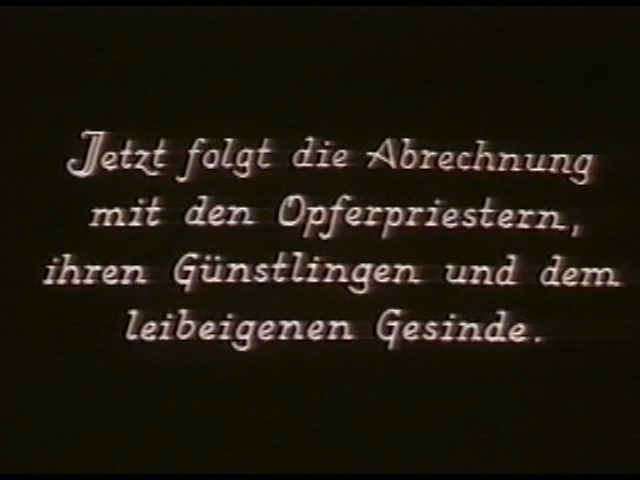 Jetzt folgt die Abrechnung
mit den Opferpriestern,
ihren Günstlingen und dem
leibeigenen Gesinde.